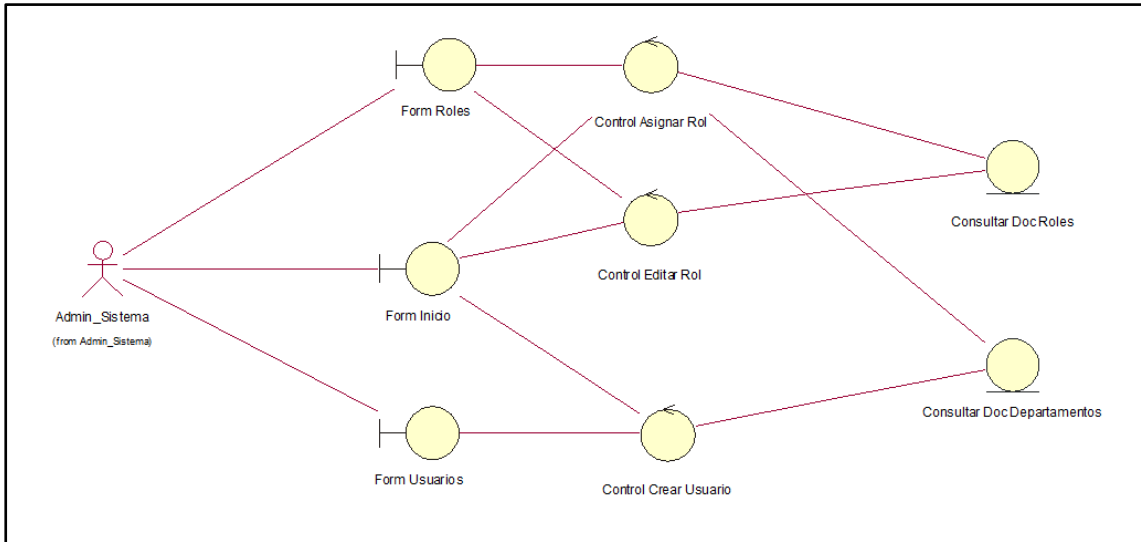 Form Roles
Control Asignar Rol
Consultar Doc Roles
Control Editar Rol
Admin_Sistema
(from Admin_Sistema)
Form Inicio
Consultar Doc Departamentos
Form Usuarios
Control Crear Usuario